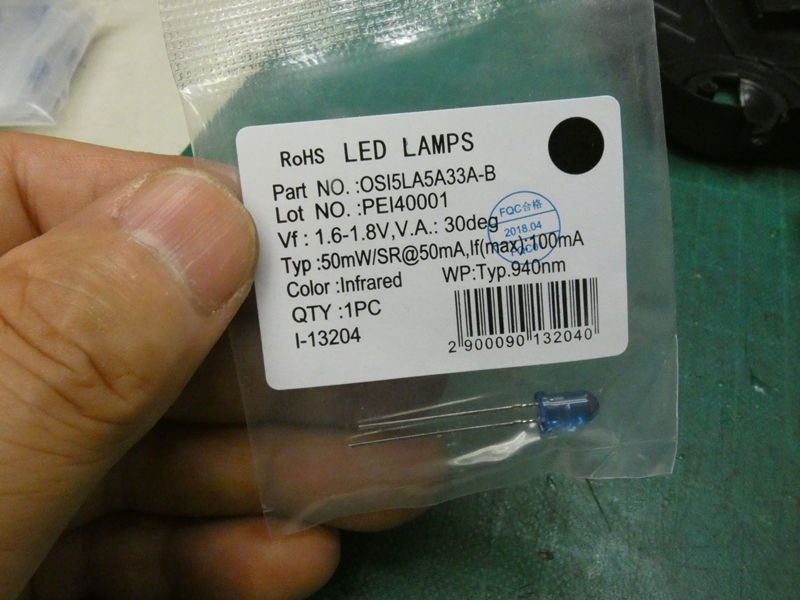 RoHS LED LAMPS
Part NO. :OSI5LA5A33A-B
Lot NO. :PEI40001
Vf : 1.6-1.8V,V.A.: 30deg
FQC合格
2018.04
Typ :50mW/SR@50mA,If(max):100mA
Color :Infrared WP:Typ.940nm
QTY :1PC
I-13204
2 900090 132040